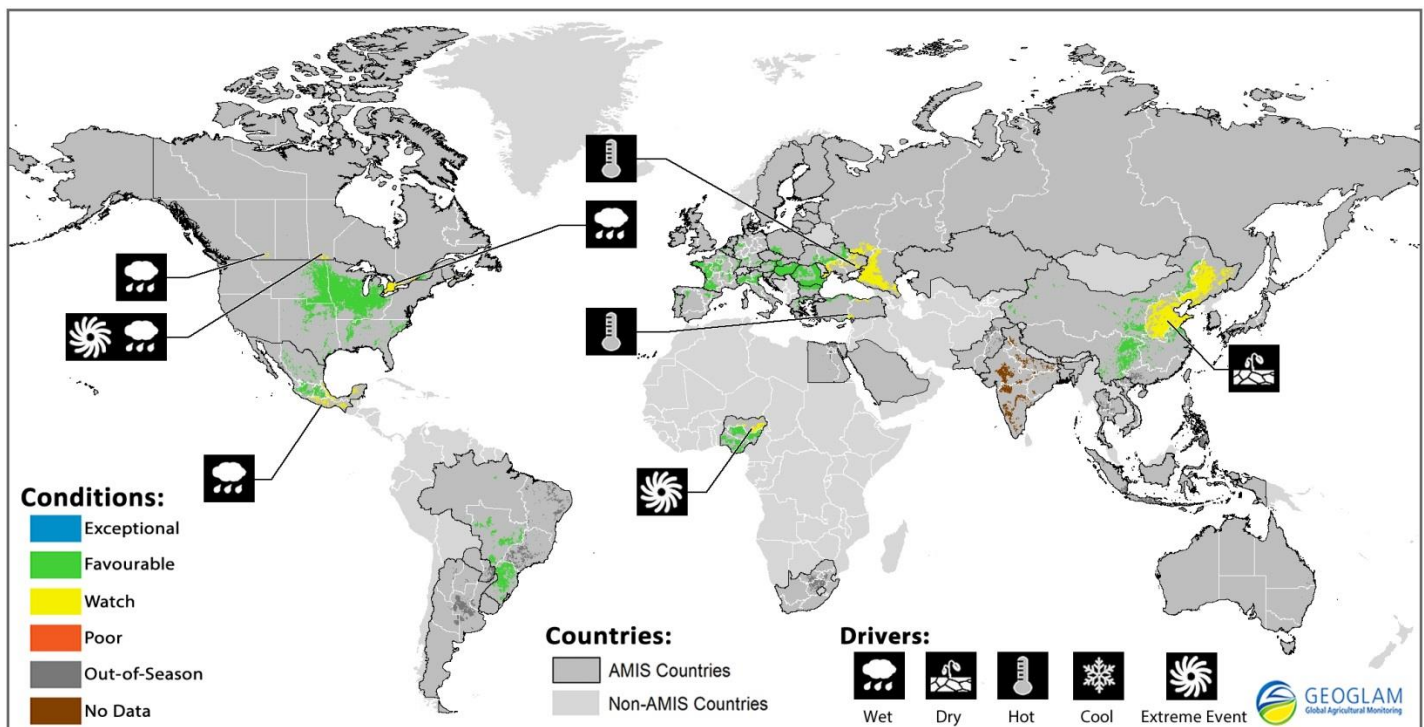 Conditions:
Exceptional
Favourable
Watch
Poor
Out-of-Season
No Data
Countries:
AMIS Countries
Non-AMIS Countries
Drivers:
Wet
Dry
Hot
Cool
Extreme Event
GEOGLAM
Global Agricultural Monitoring